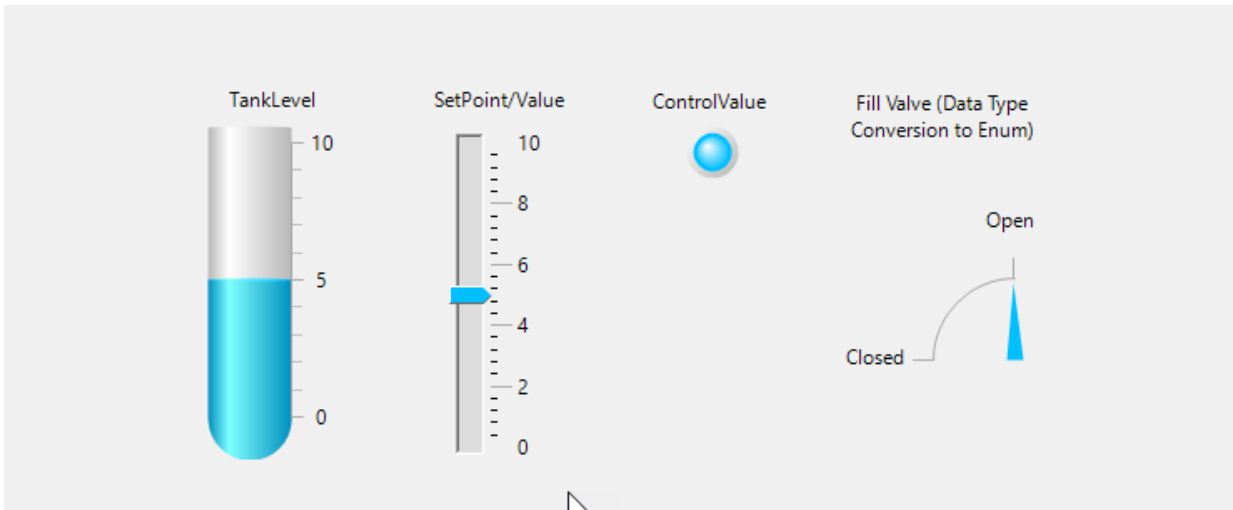 TankLevel
10
5
0
SetPoint/Value
10
8
6
4
2
0
ControlValue
Fill Valve (Data Type
Conversion to Enum)
Open
Closed